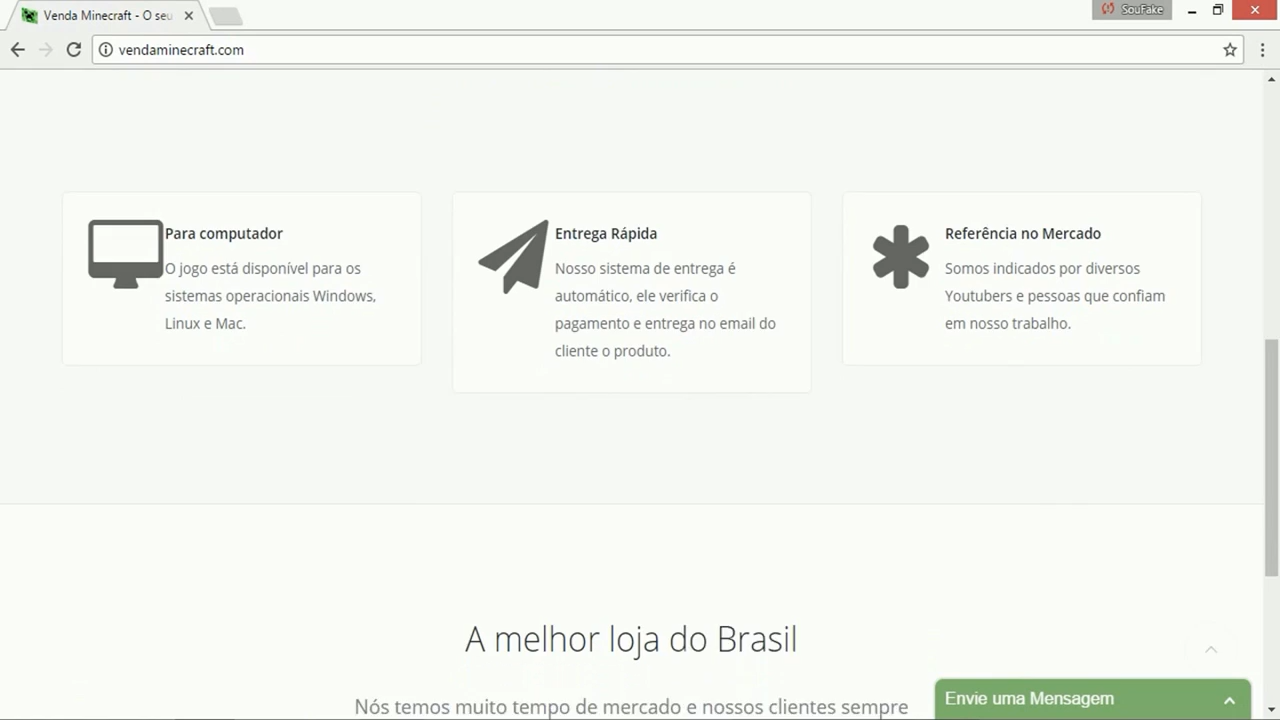 Venda Minecraft - O seu
SouFake
vendaminecraft.com
Para computador
O jogo está disponível para os
sistemas operacionais Windows,
Linux e Mac.
Entrega Rápida
Nosso sistema de entrega é
automático, ele verifica o
pagamento e entrega no email do
cliente o produto.
Referência no Mercado
Somos indicados por diversos
Youtubers e pessoas que confiam
em nosso trabalho.
A melhor loja do Brasil
Nós temos muito tempo de mercado e nossos clientes sempre
Envie uma Mensagem